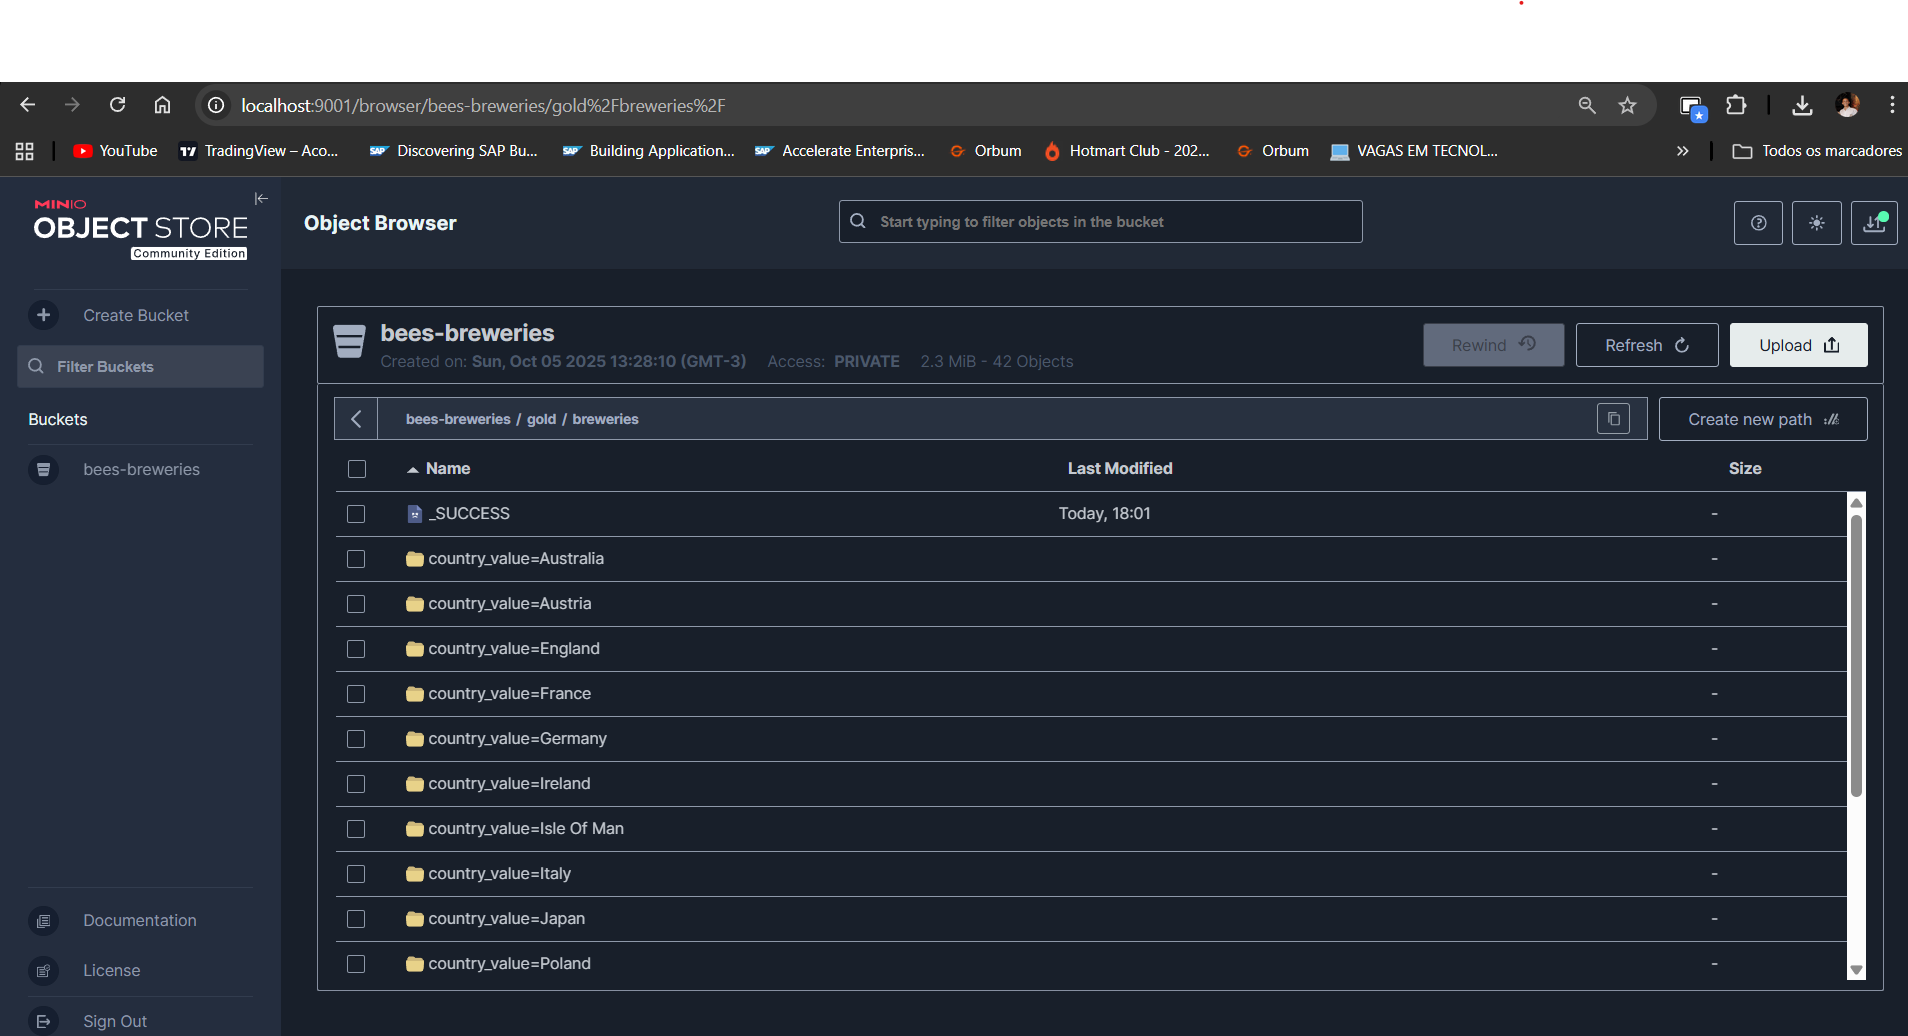 localhost:9001/browser/bees-breweries/gold%2Fbreweries%2F
YouTube TradingView – Aco... SAP Discovering SAP Bu... SAP Building Application... SAP Accelerate Enterpris... Orbum Hotmart Club - 202... Orbum VAGAS EM TECNOL... » Todos os marcadores
MINIO
OBJECT STORE
Community Edition
Object Browser
Start typing to filter objects in the bucket
Create Bucket
Filter Buckets
Buckets
bees-breweries
bees-breweries
Created on: Sun, Oct 05 2025 13:28:10 (GMT-3) Access: PRIVATE 2.3 MiB - 42 Objects
Rewind Refresh Upload
bees-breweries / gold / breweries
Create new path
Name Last Modified Size
_SUCCESS Today, 18:01 -
country_value=Australia -
country_value=Austria -
country_value=England -
country_value=France -
country_value=Germany -
country_value=Ireland -
country_value=Isle Of Man -
country_value=Italy -
country_value=Japan -
country_value=Poland -
Documentation
License
Sign Out